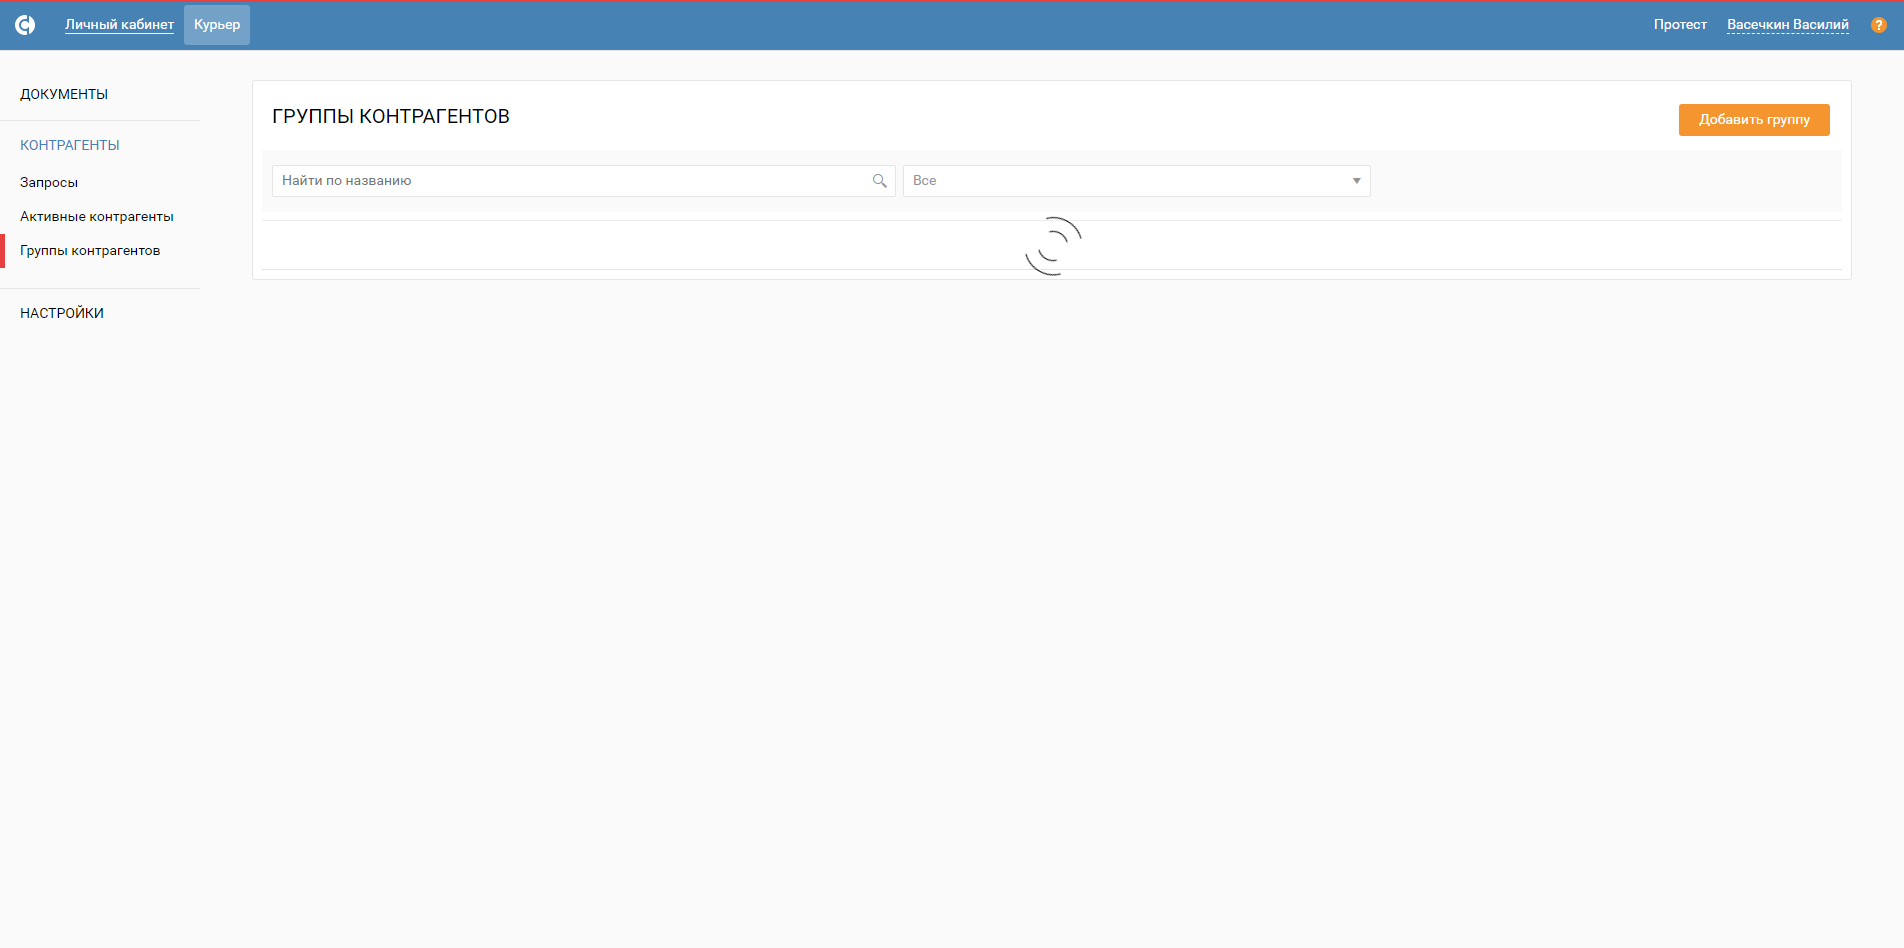 Личный кабинет Курьер Протест Васечкин Василий ?
ДОКУМЕНТЫ
КОНТРАГЕНТЫ
Запросы
Активные контрагенты
Группы контрагентов
НАСТРОЙКИ
ГРУППЫ КОНТРАГЕНТОВ
Добавить группу
Найти по названию Все